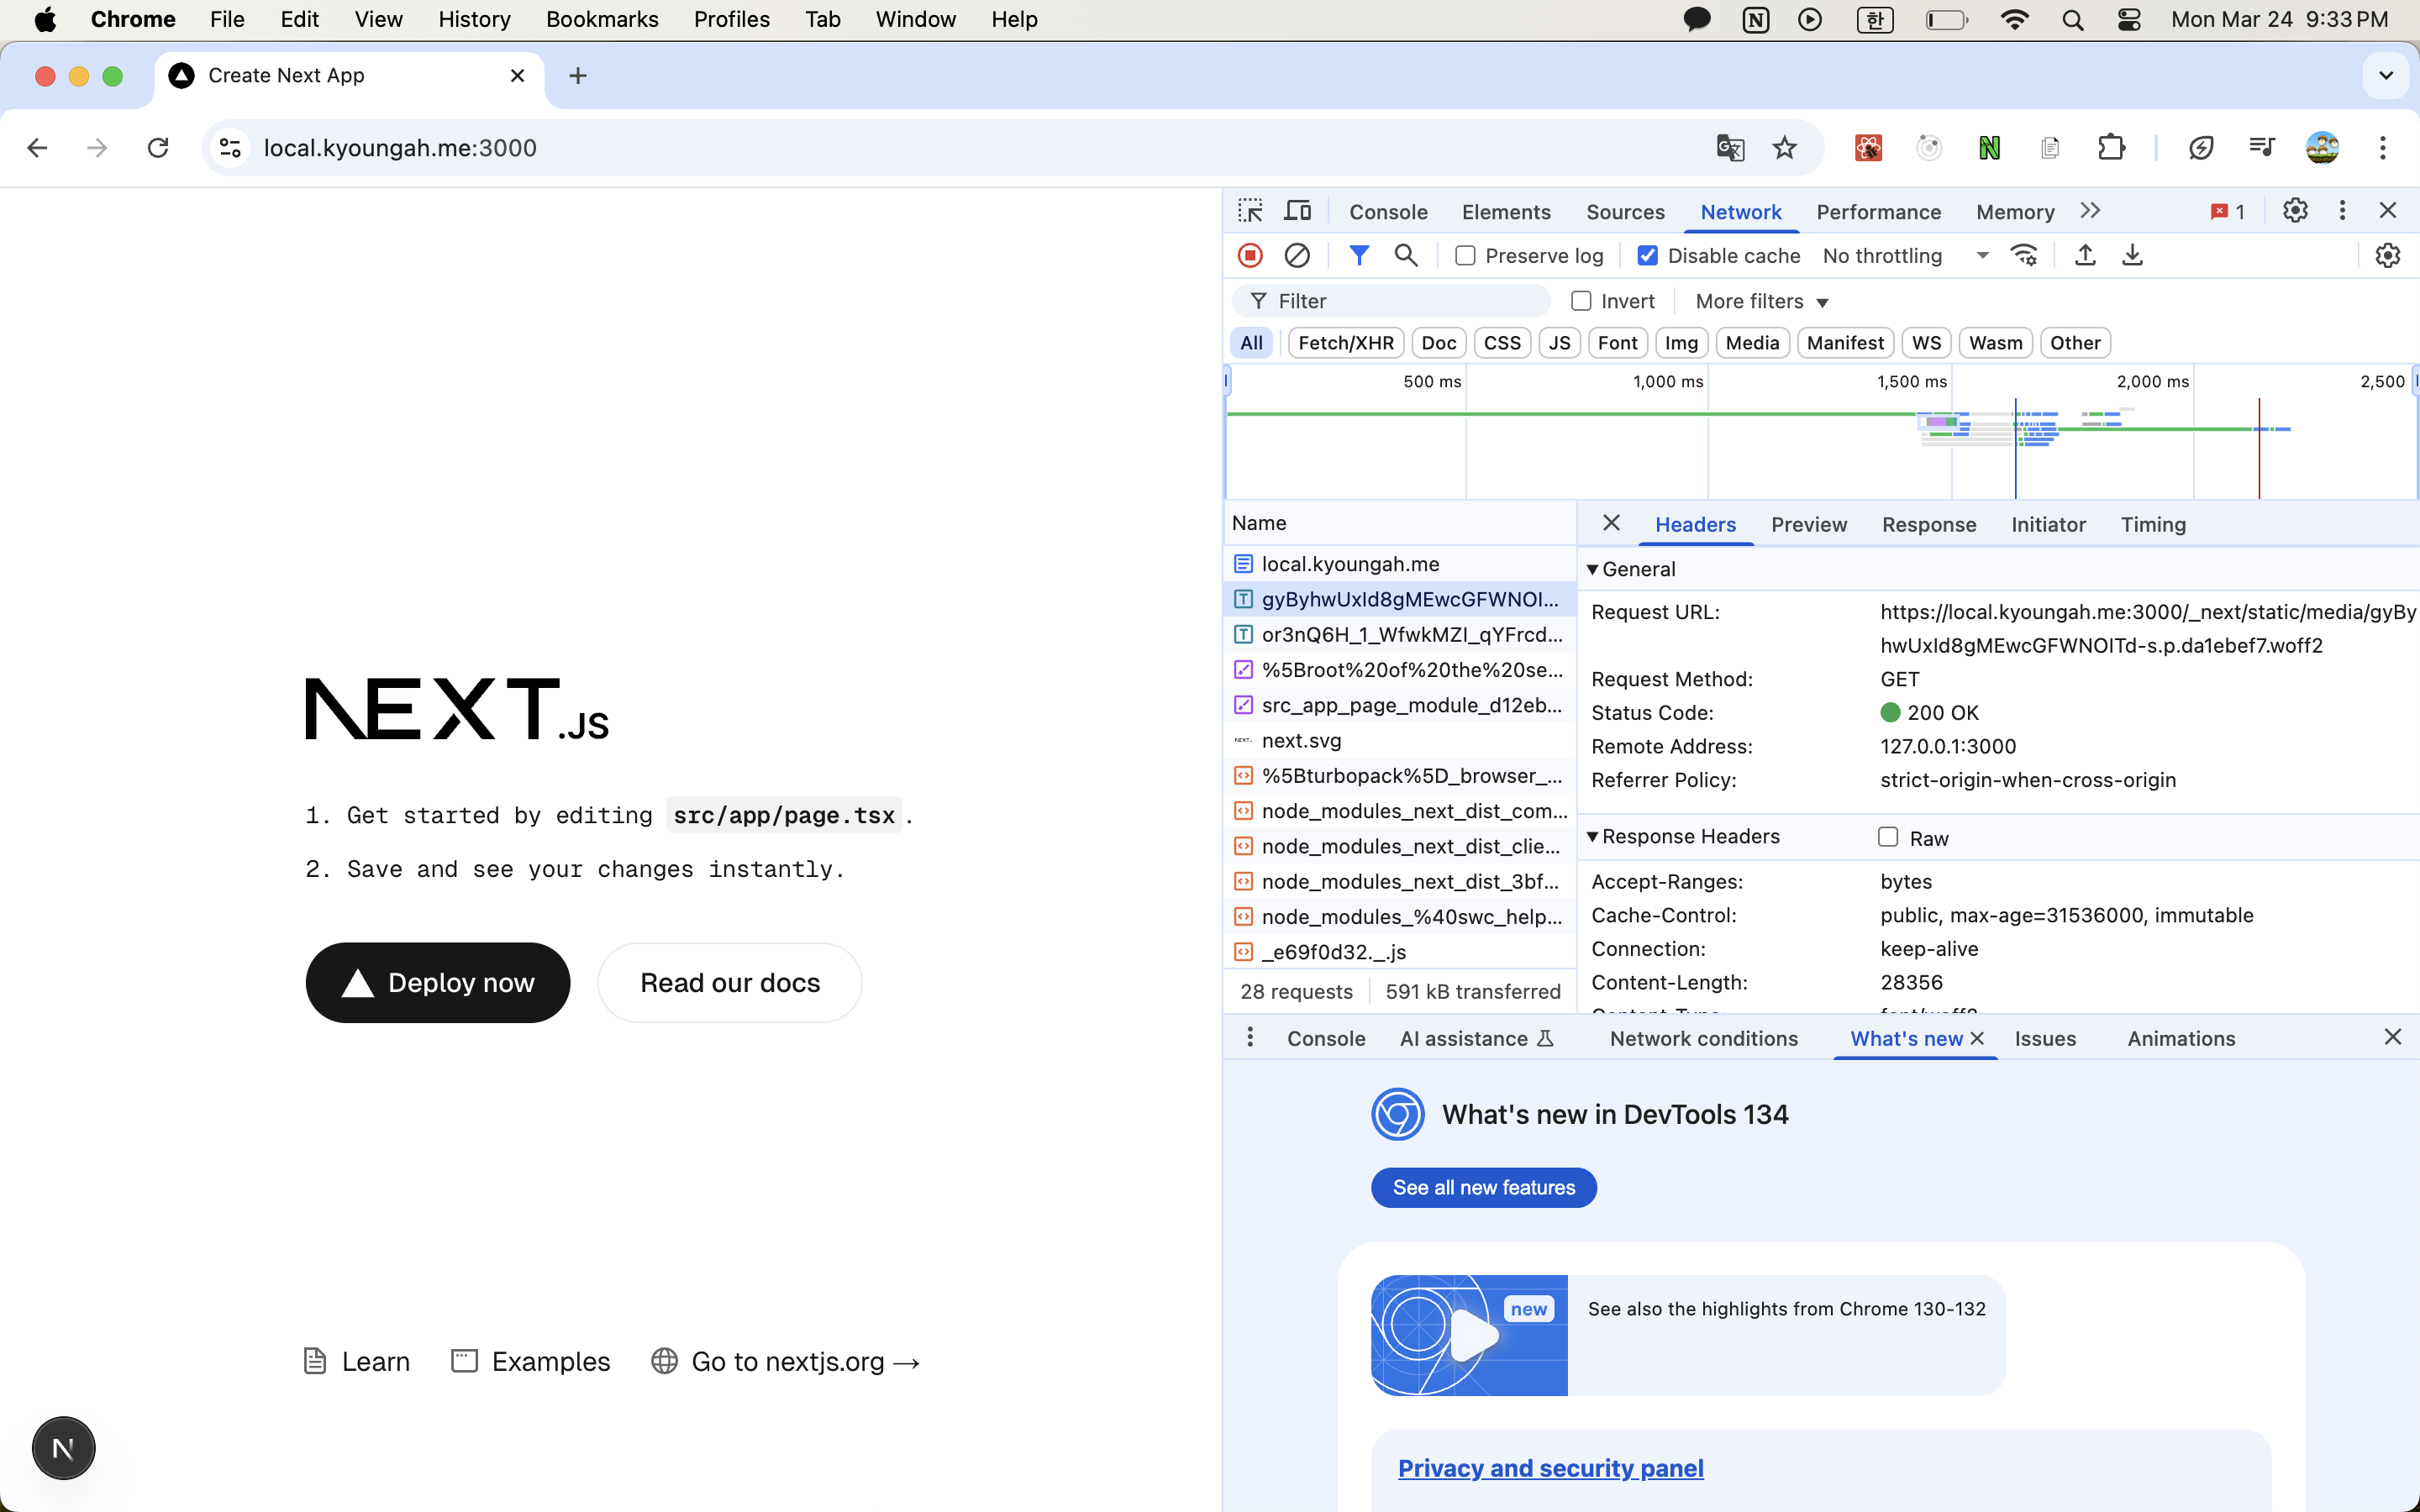 Chrome File Edit View History Bookmarks Profiles Tab Window Help
한 Mon Mar 24 9:33 PM
Create Next App
local.kyoungah.me:3000
Console Elements Sources Network Performance Memory 1
Preserve log Disable cache No throttling
Filter Invert More filters
All Fetch/XHR Doc CSS JS Font Img Media Manifest WS Wasm Other
500 ms 1,000 ms 1,500 ms 2,000 ms 2,500
Name
local.kyoungah.me
gyByhwUxId8gMEwcGFWNOI...
or3nQ6H_1_WfwkMZI_qYFrcd...
%5Broot%20of%20the%20se...
src_app_page_module_d12eb...
next.svg
%5Bturbopack%5D_browser_...
node_modules_next_dist_com...
node_modules_next_dist_clie...
node_modules_next_dist_3bf...
node_modules_%40swc_help...
_e69f0d32._.js
28 requests 591 kB transferred
Headers Preview Response Initiator Timing
General
Request URL: https://local.kyoungah.me:3000/_next/static/media/gyBy
hwUxId8gMEwcGFWNOITd-s.p.da1ebef7.woff2
Request Method: GET
Status Code: 200 OK
Remote Address: 127.0.0.1:3000
Referrer Policy: strict-origin-when-cross-origin
Response Headers Raw
Accept-Ranges: bytes
Cache-Control: public, max-age=31536000, immutable
Connection: keep-alive
Content-Length: 28356
Content-Type: font/woff2
Console AI assistance Network conditions What's new Issues Animations
What's new in DevTools 134
See all new features
new
See also the highlights from Chrome 130-132
Privacy and security panel
NEXT.JS
1. Get started by editing src/app/page.tsx.
2. Save and see your changes instantly.
Deploy now Read our docs
Learn Examples Go to nextjs.org →
N